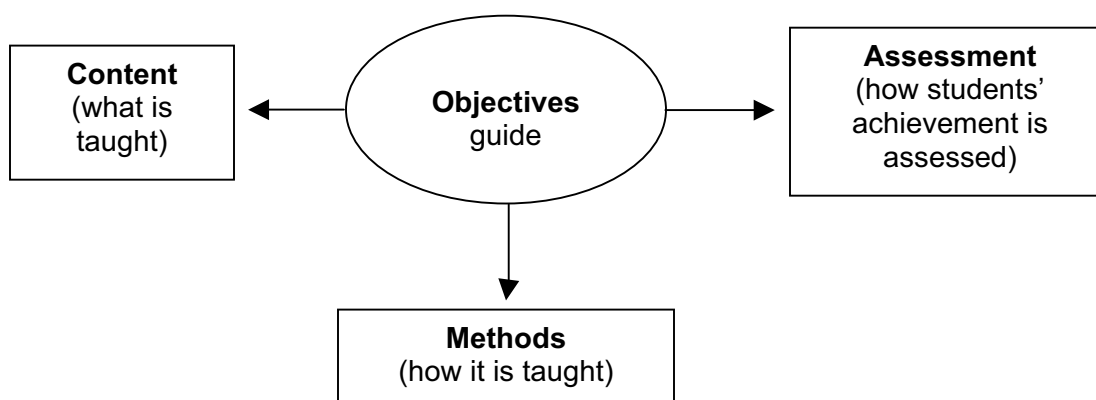 Content
(what is
taught)
Objectives
guide
Assessment
(how students’
achievement is
assessed)
Methods
(how it is taught)